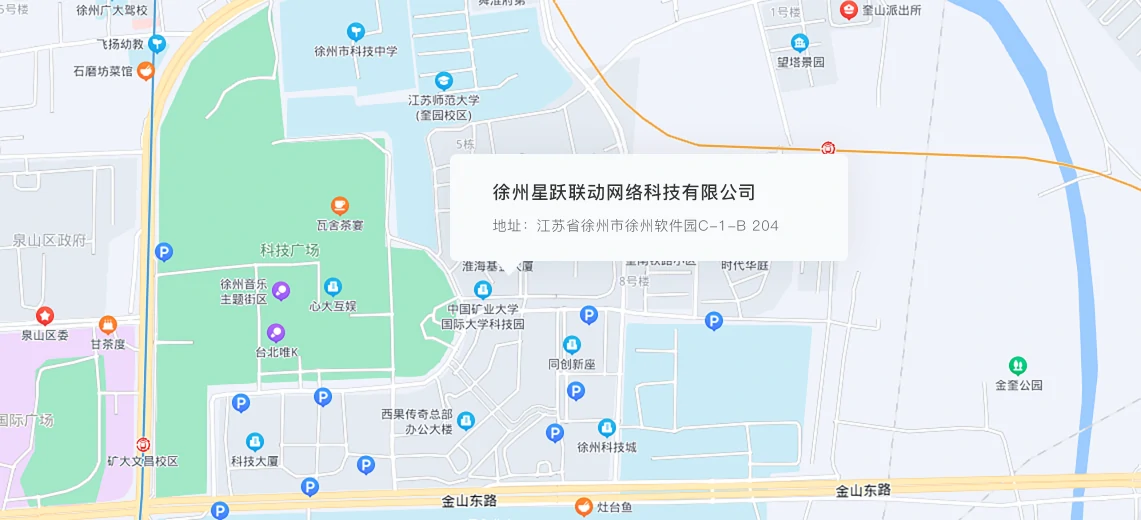 5号楼
徐州广大驾校
飞扬幼教
石磨坊菜馆
徐州市科技中学
江苏师范大学
(奎园校区)
5栋
1号楼
奎山派出所
望塔景园
徐州星跃联动网络科技有限公司
地址：江苏省徐州市徐州软件园C-1-B 204
瓦舍茶宴
泉山区政府
科技广场
徐州音乐
主题街区
心大互娱
台北唯K
泉山区委
甘茶度
时代华庭
8号楼
中国矿业大学
国际大学科技园
同创新座
金奎公园
国际广场
西果传奇总部
办公大楼
徐州科技城
科技大厦
矿大文昌校区
金山东路
金山东路
灶台鱼
P
P
P
P
P
P
P
P
P
P